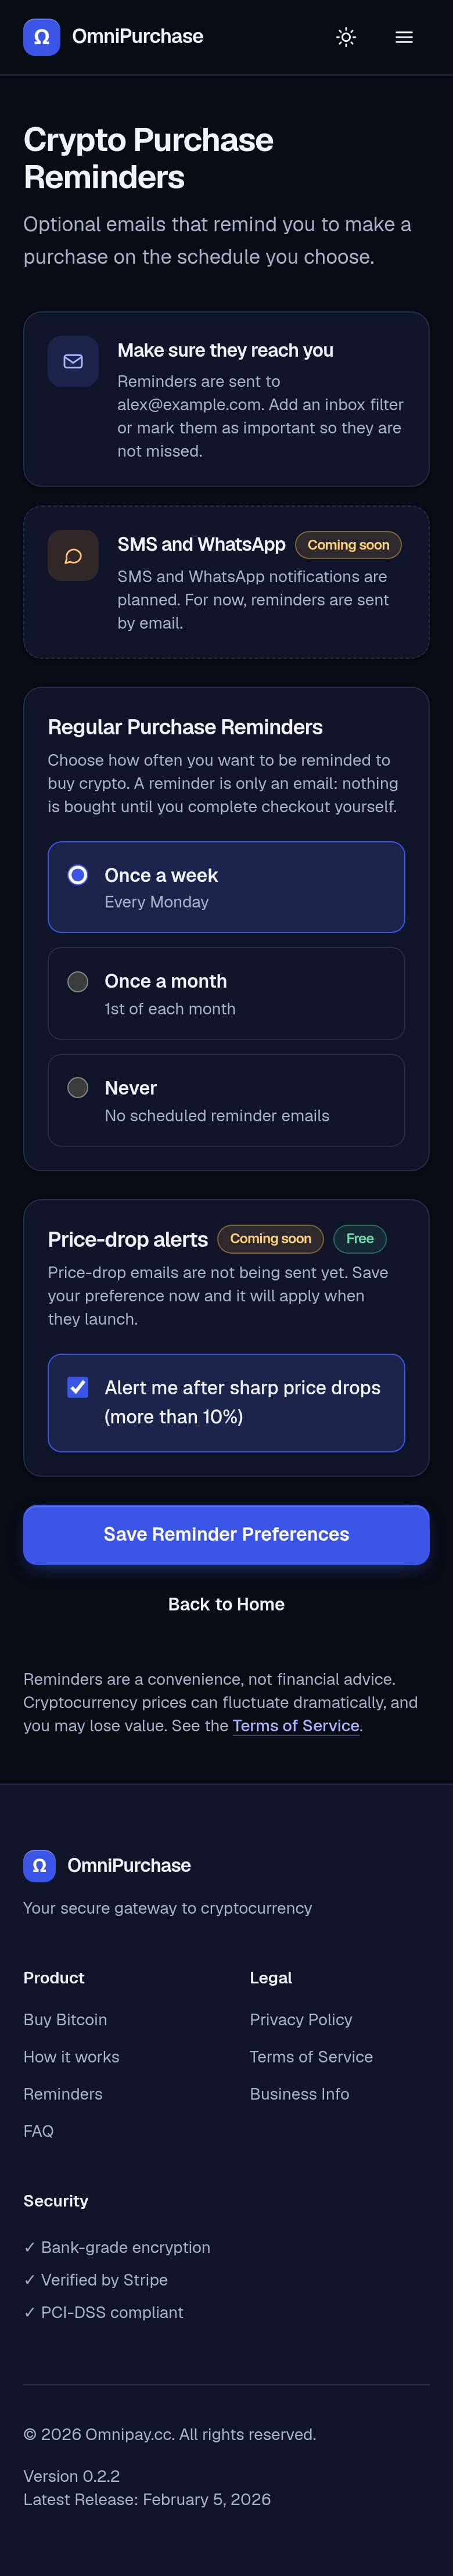 Ω OmniPurchase
Crypto Purchase
Reminders
Optional emails that remind you to make a
purchase on the schedule you choose.
Make sure they reach you
Reminders are sent to
alex@example.com. Add an inbox filter
or mark them as important so they are
not missed.
SMS and WhatsApp Coming soon
SMS and WhatsApp notifications are
planned. For now, reminders are sent
by email.
Regular Purchase Reminders
Choose how often you want to be reminded to
buy crypto. A reminder is only an email: nothing
is bought until you complete checkout yourself.
Once a week
Every Monday
Once a month
1st of each month
Never
No scheduled reminder emails
Price-drop alerts Coming soon Free
Price-drop emails are not being sent yet. Save
your preference now and it will apply when
they launch.
Alert me after sharp price drops
(more than 10%)
Save Reminder Preferences
Back to Home
Reminders are a convenience, not financial advice.
Cryptocurrency prices can fluctuate dramatically, and
you may lose value. See the Terms of Service.
Ω OmniPurchase
Your secure gateway to cryptocurrency
Product
Buy Bitcoin
How it works
Reminders
FAQ
Legal
Privacy Policy
Terms of Service
Business Info
Security
✓ Bank-grade encryption
✓ Verified by Stripe
✓ PCI-DSS compliant
© 2026 Omnipay.cc. All rights reserved.
Version 0.2.2
Latest Release: February 5, 2026